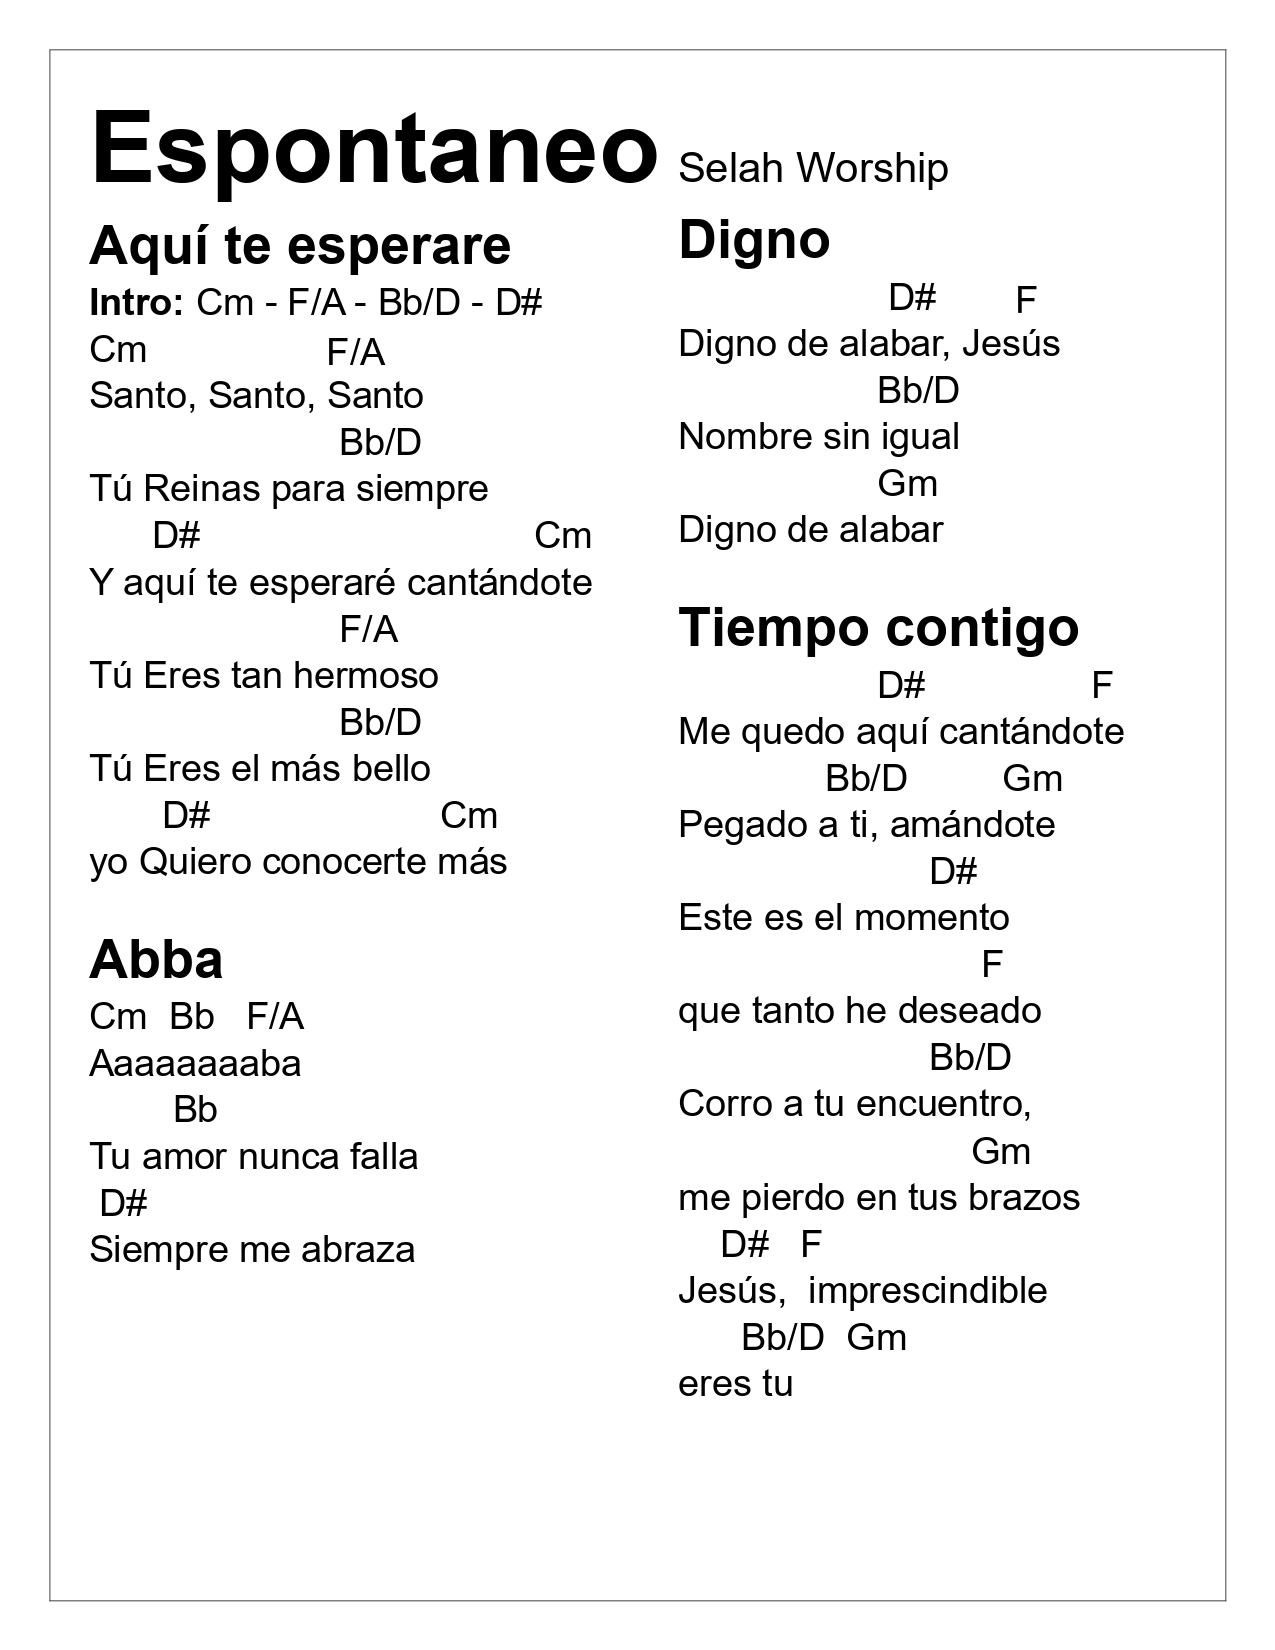 Espontaneo Selah Worship
Aquí te esperare
Intro: Cm - F/A - Bb/D - D#
Cm F/A
Santo, Santo, Santo
Bb/D
Tú Reinas para siempre
D# Cm
Y aquí te esperaré cantándote
F/A
Tú Eres tan hermoso
Bb/D
Tú Eres el más bello
D# Cm
yo Quiero conocerte más
Abba
Cm Bb F/A
Aaaaaaaaba
Bb
Tu amor nunca falla
D#
Siempre me abraza
Digno
D# F
Digno de alabar, Jesús
Bb/D
Nombre sin igual
Gm
Digno de alabar
Tiempo contigo
D# F
Me quedo aquí cantándote
Bb/D Gm
Pegado a ti, amándote
D#
Este es el momento
F
que tanto he deseado
Bb/D
Corro a tu encuentro,
Gm
me pierdo en tus brazos
D# F
Jesús, imprescindible
Bb/D Gm
eres tu